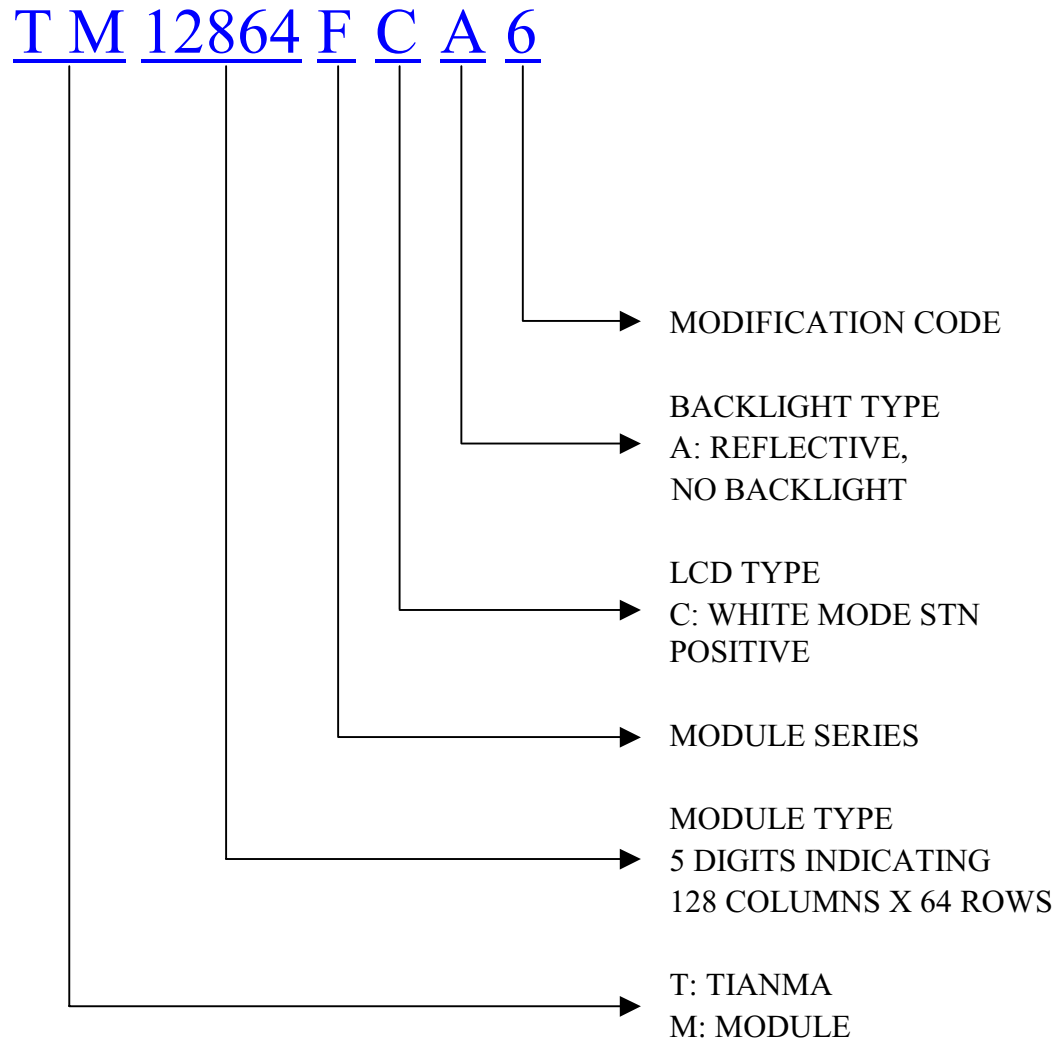 T M 12864 F C A 6
MODIFICATION CODE
BACKLIGHT TYPE
A: REFLECTIVE,
NO BACKLIGHT
LCD TYPE
C: WHITE MODE STN
POSITIVE
MODULE SERIES
MODULE TYPE
5 DIGITS INDICATING
128 COLUMNS X 64 ROWS
T: TIANMA
M: MODULE